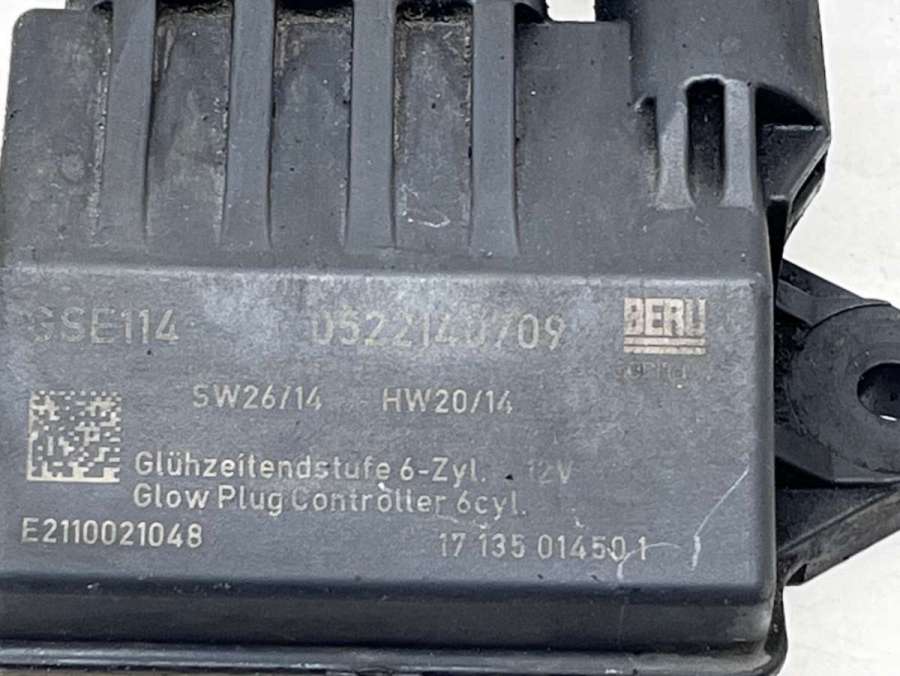 GSE114 0522140709 BERU
SW26/14 HW20/14
Glühzeitendstufe 6-Zyl. 12V
Glow Plug Controller 6cyl.
E2110021048 17 135 01450 1